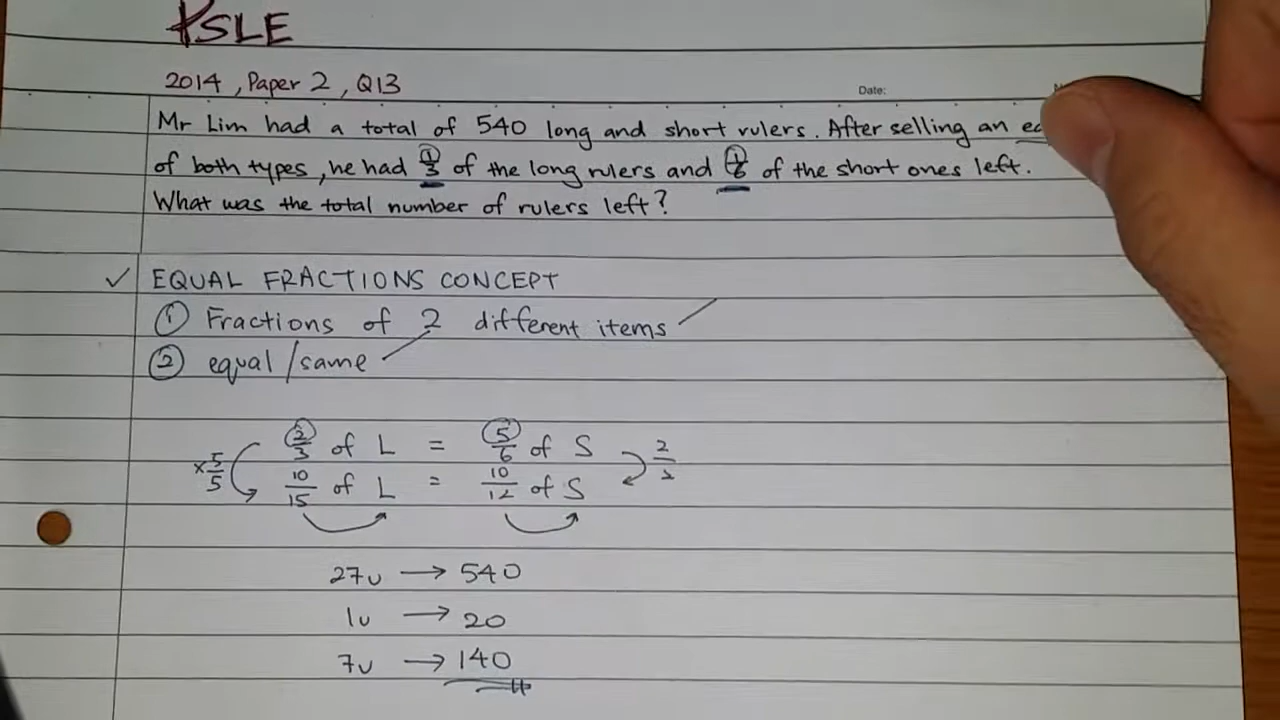 PSLE
2014, Paper 2, Q13
Date:
Mr Lim had a total of 540 long and short rulers. After selling an
of both types, he had 1/3 of the long rulers and 1/6 of the short ones left.
What was the total number of rulers left?
✓ EQUAL FRACTIONS CONCEPT
① Fractions of 2 different items
② equal/same
×5/5 2/3 of L = 5/6 of S 2/2
10/15 of L = 10/12 of S
27u → 540
1u → 20
7u → 140